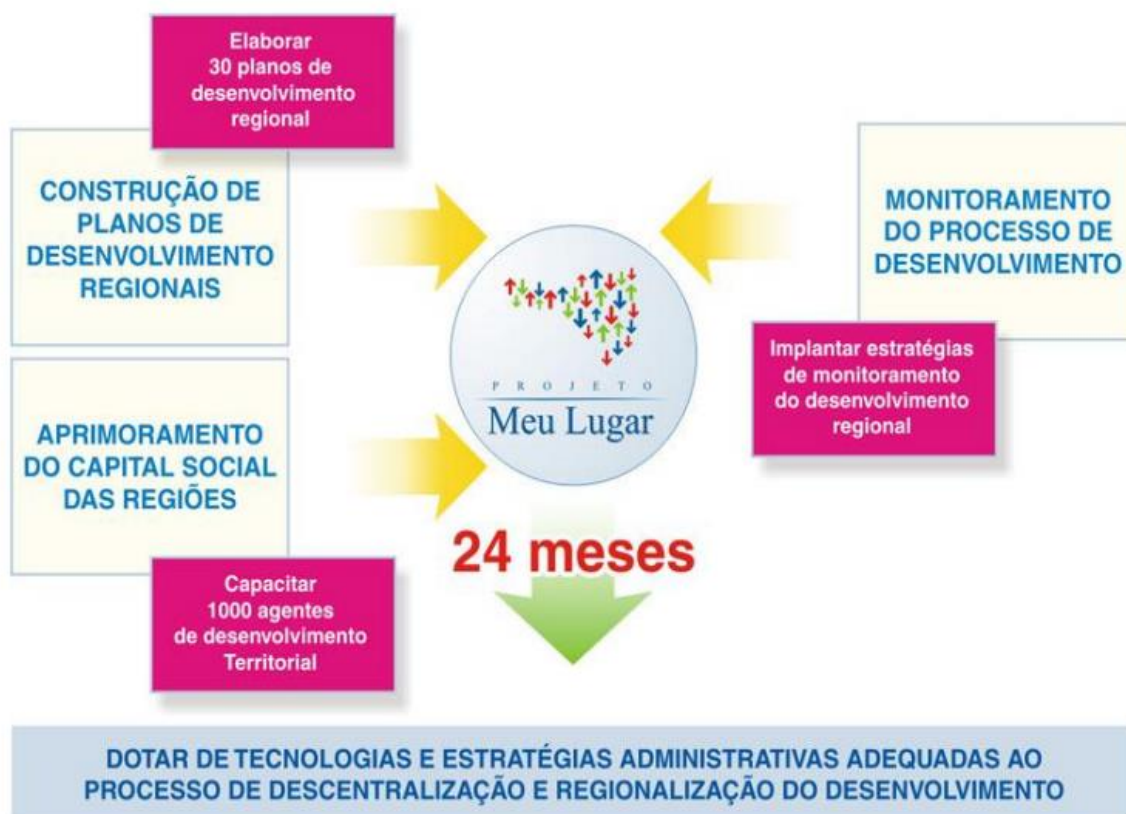 Elaborar
30 planos de
desenvolvimento
regional
CONSTRUÇÃO DE
PLANOS DE
DESENVOLVIMENTO
REGIONAIS
MONITORAMENTO
DO PROCESSO DE
DESENVOLVIMENTO
Implantar estratégias
de monitoramento
do desenvolvimento
regional
PROJETO
Meu Lugar
APRIMORAMENTO
DO CAPITAL SOCIAL
DAS REGIÕES
Capacitar
1000 agentes
de desenvolvimento
Territorial
24 meses
DOTAR DE TECNOLOGIAS E ESTRATÉGIAS ADMINISTRATIVAS ADEQUADAS AO
PROCESSO DE DESCENTRALIZAÇÃO E REGIONALIZAÇÃO DO DESENVOLVIMENTO